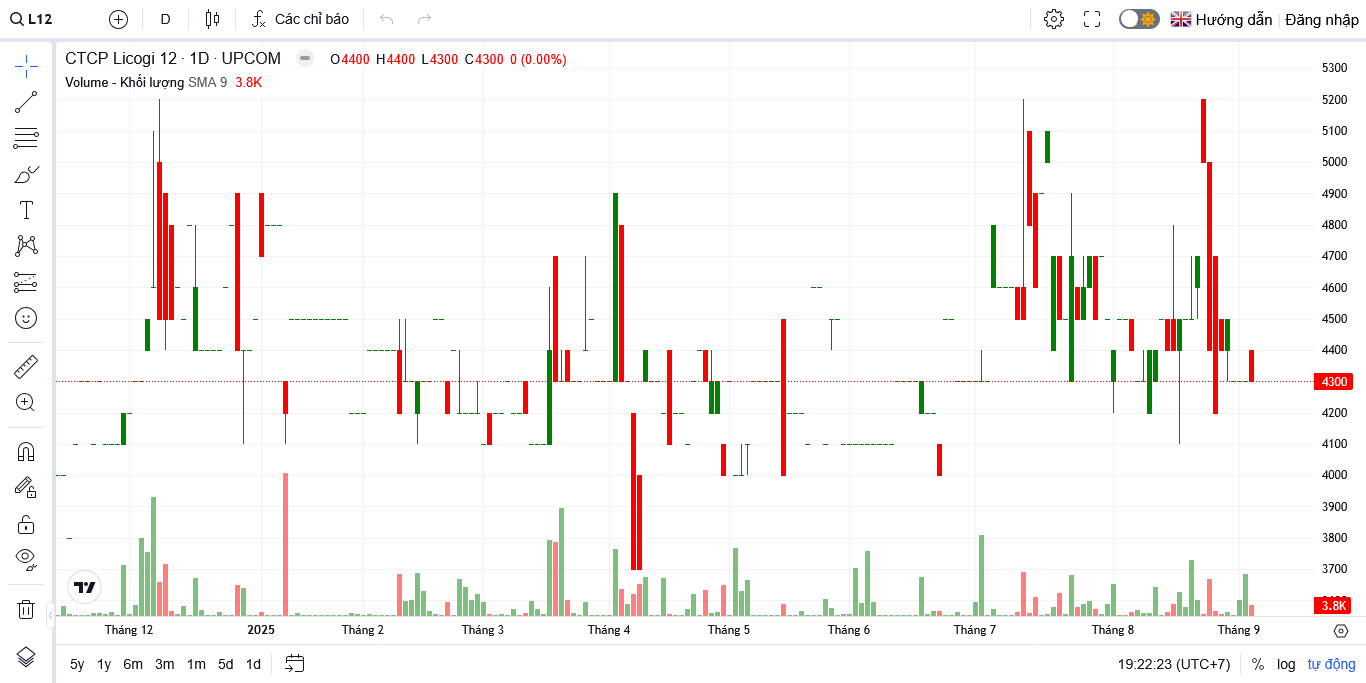 L12 D Các chỉ báo Hướng dẫn Đăng nhập
CTCP Licogi 12 · 1D · UPCOM O4400 H4400 L4300 C4300 0 (0.00%)
Volume - Khối lượng SMA 9 3.8K
5300
5200
5100
5000
4900
4800
4700
4600
4500
4400
4300
4200
4100
4000
3900
3800
3700
3.8K
Tháng 12 2025 Tháng 2 Tháng 3 Tháng 4 Tháng 5 Tháng 6 Tháng 7 Tháng 8 Tháng 9
5y 1y 6m 3m 1m 5d 1d 19:22:23 (UTC+7) % log tự động